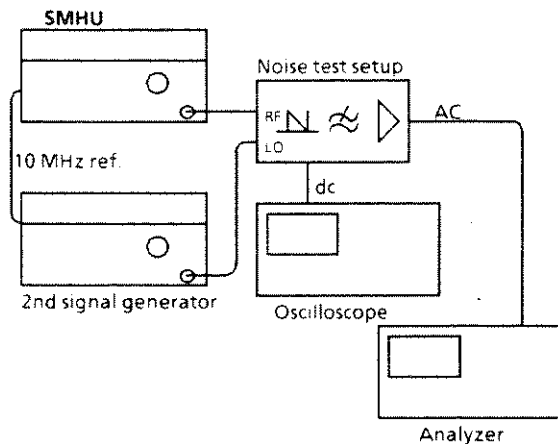 SMHU
Noise test setup
RF
LO
AC
10 MHz ref.
dc
2nd signal generator
Oscilloscope
Analyzer